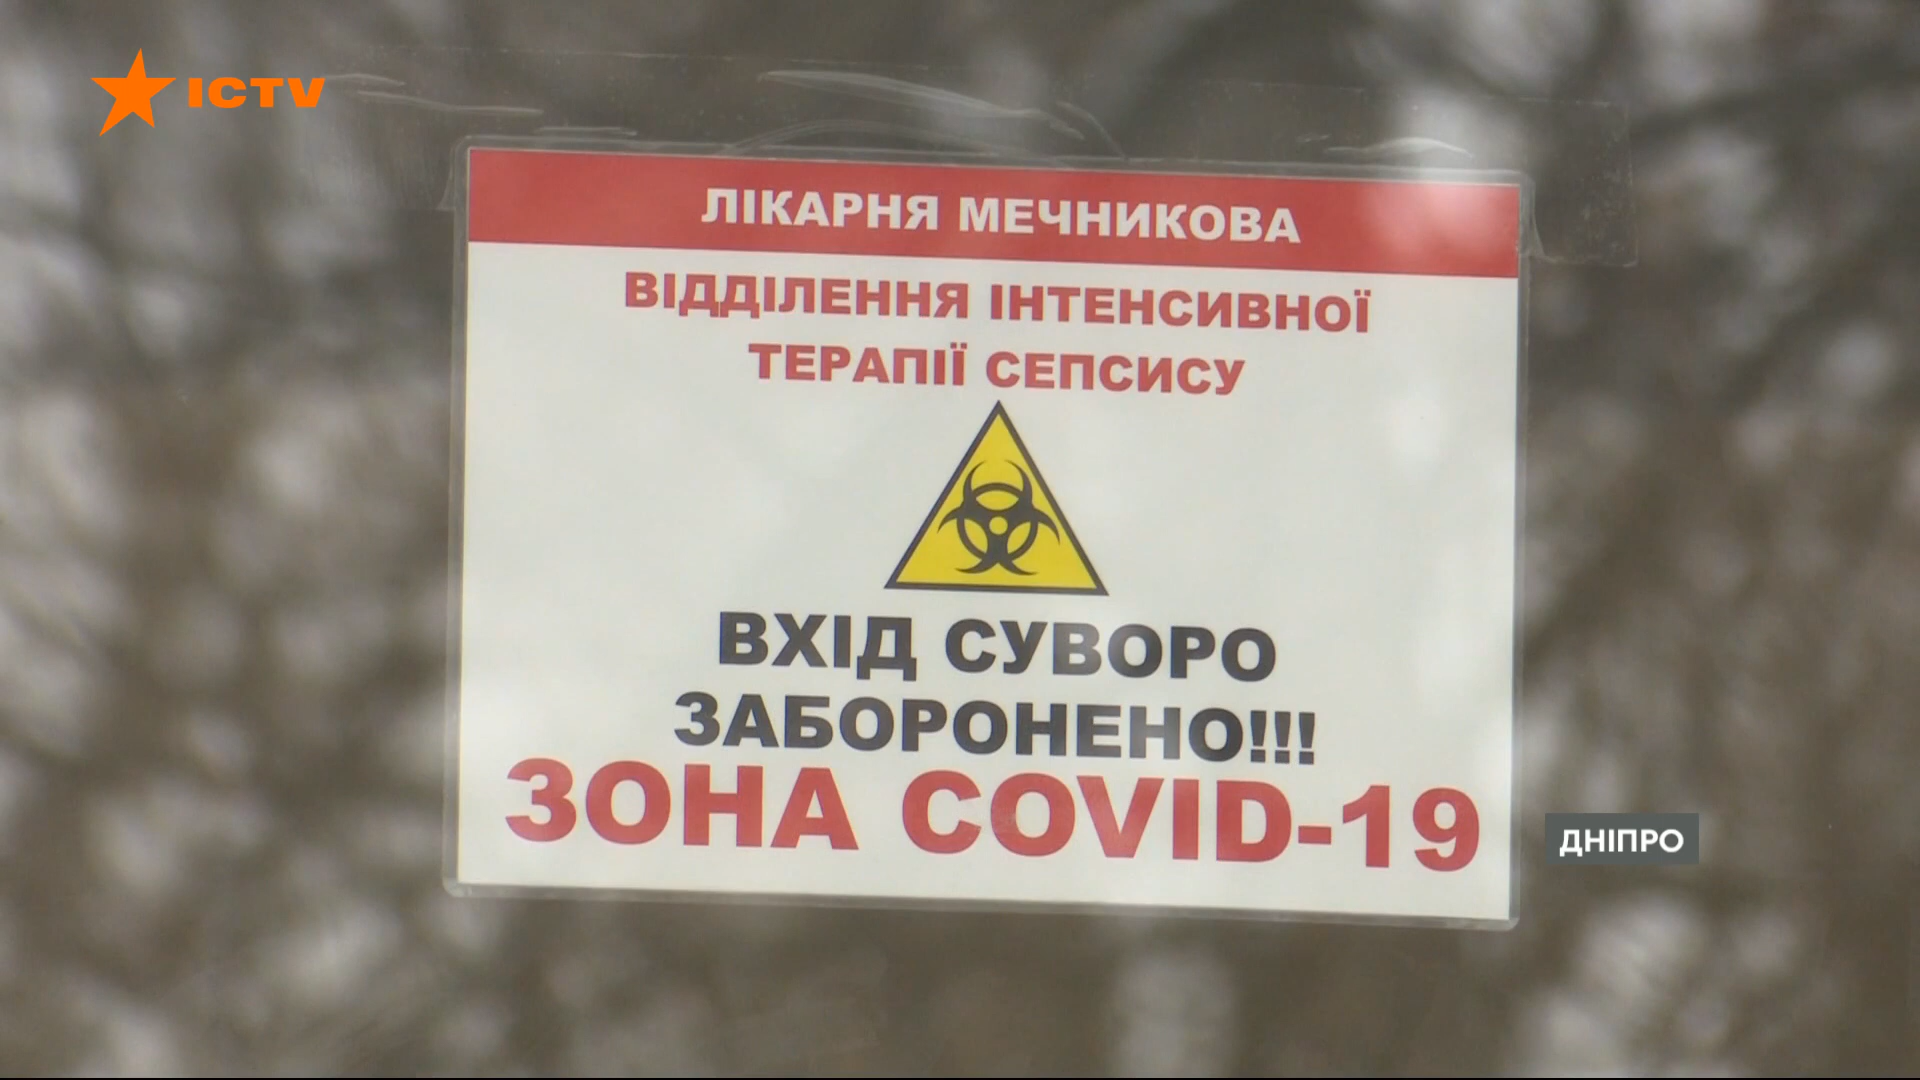 ICTV
ЛІКАРНЯ МЕЧНИКОВА
ВІДДІЛЕННЯ ІНТЕНСИВНОЇ
ТЕРАПІЇ СЕПСИСУ
ВХІД СУВОРО
ЗАБОРОНЕНО!!!
ЗОНА COVID-19
ДНІПРО